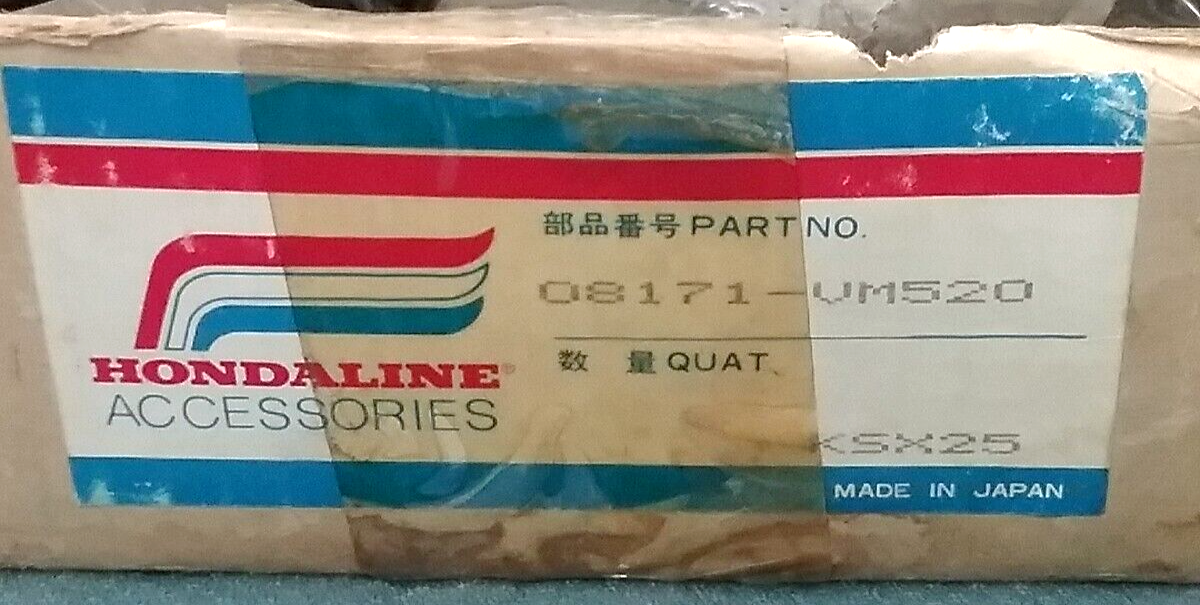 部品番号 PART NO.
08171-VM520
数 量 QUAT、
HONDALINE®
ACCESSORIES
KSX25
MADE IN JAPAN